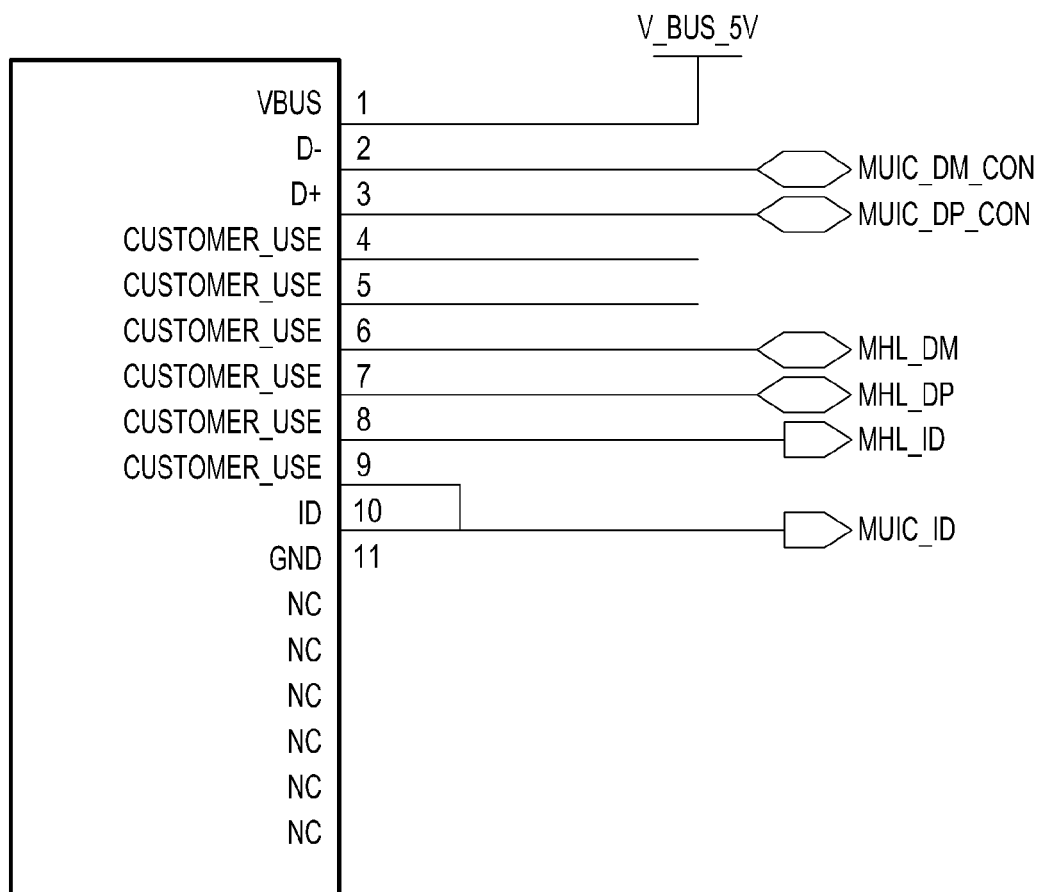 V_BUS_5V
VBUS 1
D- 2
MUIC_DM_CON
D+ 3
MUIC_DP_CON
CUSTOMER_USE 4
CUSTOMER_USE 5
CUSTOMER_USE 6
MHL_DM
CUSTOMER_USE 7
MHL_DP
CUSTOMER_USE 8
MHL_ID
CUSTOMER_USE 9
ID 10
MUIC_ID
GND 11
NC
NC
NC
NC
NC
NC